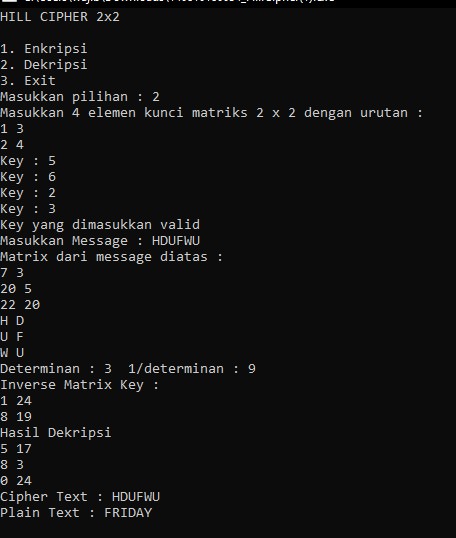 HILL CIPHER 2x2
1. Enkripsi
2. Dekripsi
3. Exit
Masukkan pilihan : 2
Masukkan 4 elemen kunci matriks 2 x 2 dengan urutan :
1 3
2 4
Key : 5
Key : 6
Key : 2
Key : 3
Key yang dimasukkan valid
Masukkan Message : HDUFWU
Matrix dari message diatas :
7 3
20 5
22 20
H D
U F
W U
Determinan : 3  1/determinan : 9
Inverse Matrix Key :
1 24
8 19
Hasil Dekripsi
5 17
8 3
0 24
Cipher Text : HDUFWU
Plain Text : FRIDAY